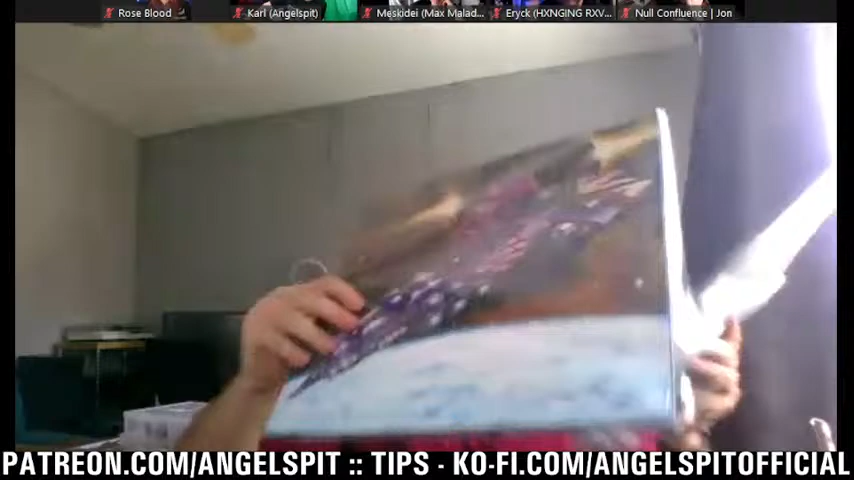 Rose Blood
Karl (Angelspit)
Meskidei (Max Malad...
Eryck (HXNGING RXV...
Null Confluence | Jon
PATREON.COM/ANGELSPIT :: TIPS - KO-FI.COM/ANGELSPITOFFICIAL